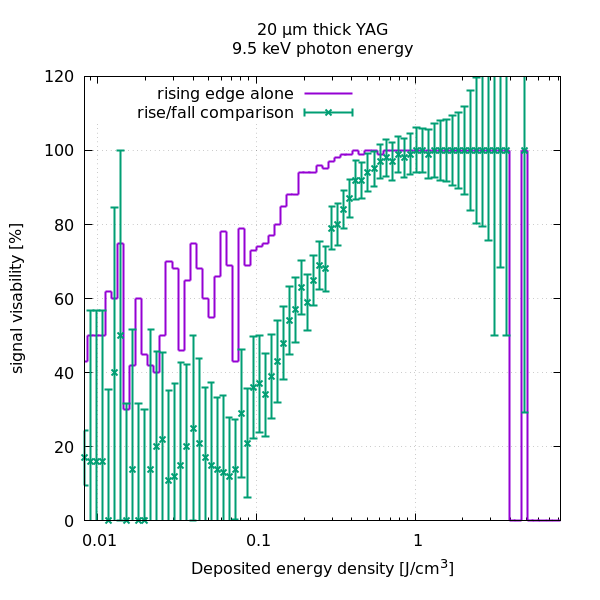 20 µm thick YAG
9.5 keV photon energy
rising edge alone
rise/fall comparison
signal visability [%]
120
100
80
60
40
20
0
0.01 0.1 1
Deposited energy density [J/cm³]